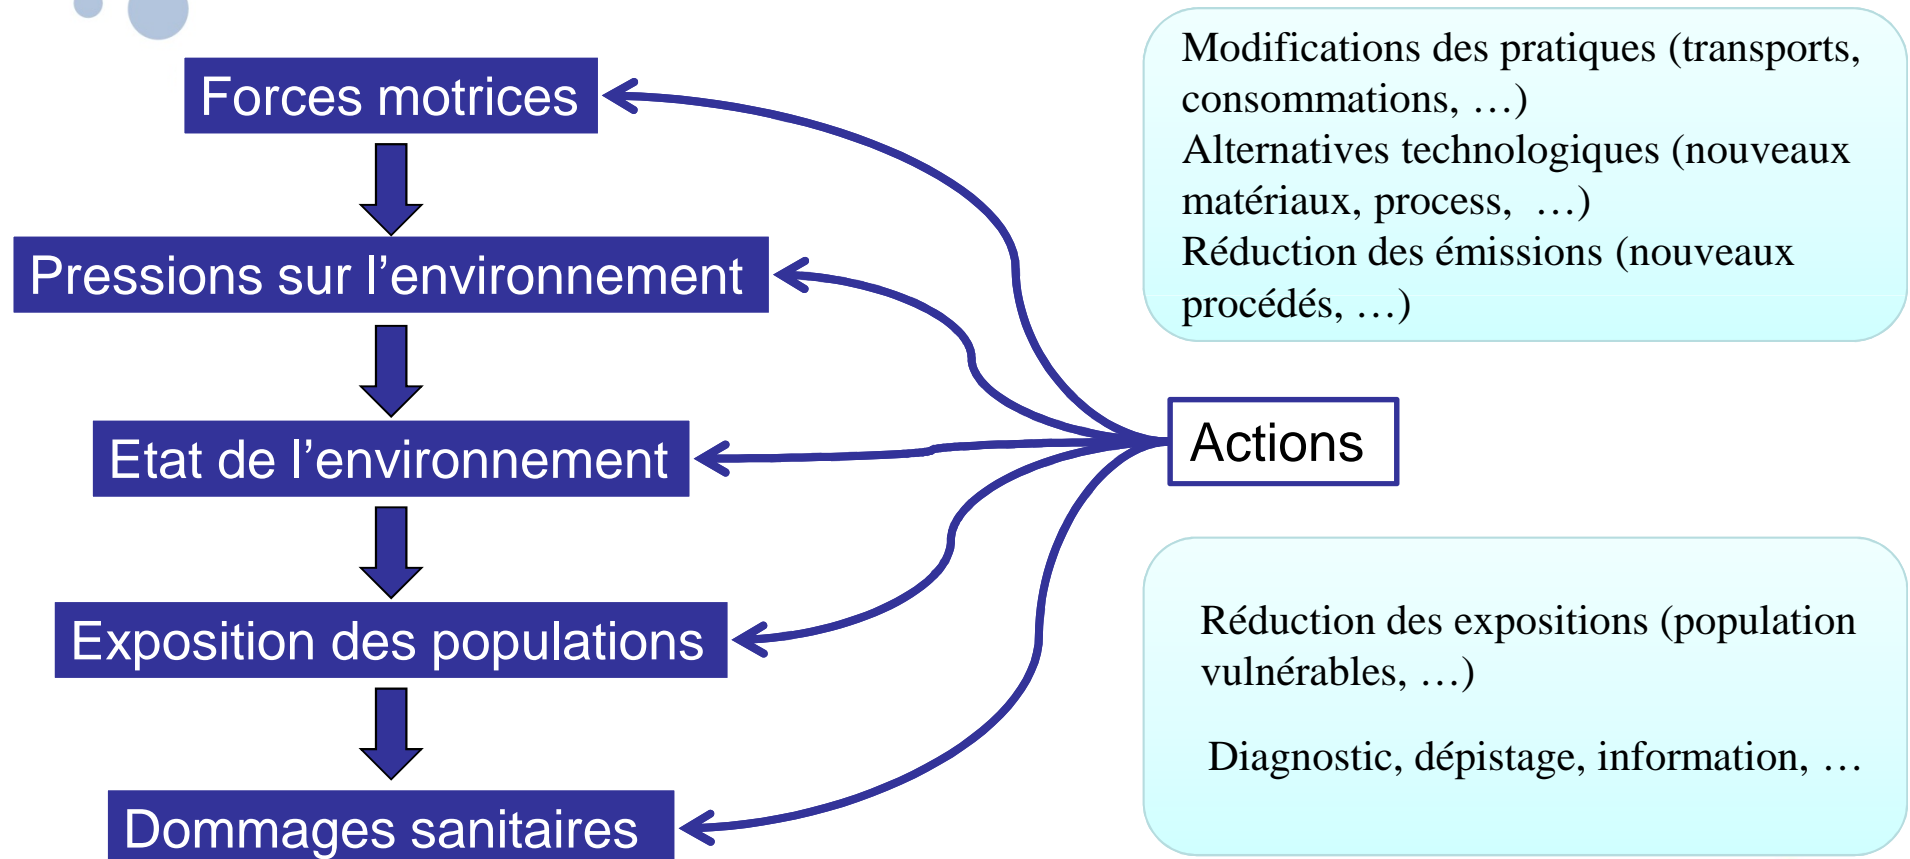 Forces motrices
Pressions sur l’environnement
Etat de l’environnement
Exposition des populations
Dommages sanitaires
Modifications des pratiques (transports,
consommations, …)
Alternatives technologiques (nouveaux
matériaux, process,  …)
Réduction des émissions (nouveaux
procédés, …)
Actions
Réduction des expositions (population
vulnérables, …)
Diagnostic, dépistage, information, …